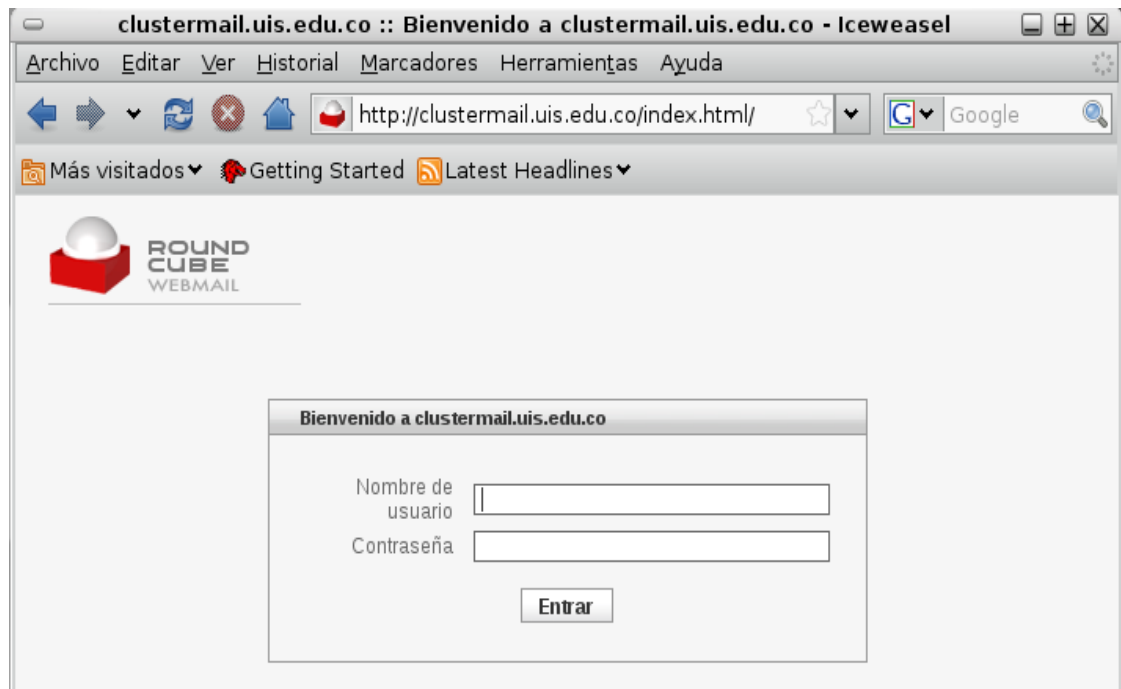 clustermail.uis.edu.co :: Bienvenido a clustermail.uis.edu.co - Iceweasel
Archivo Editar Ver Historial Marcadores Herramientas Ayuda
http://clustermail.uis.edu.co/index.html/ G Google
Más visitados Getting Started Latest Headlines
ROUND
CUBE
WEBMAIL
Bienvenido a clustermail.uis.edu.co
Nombre de
usuario
Contraseña
Entrar